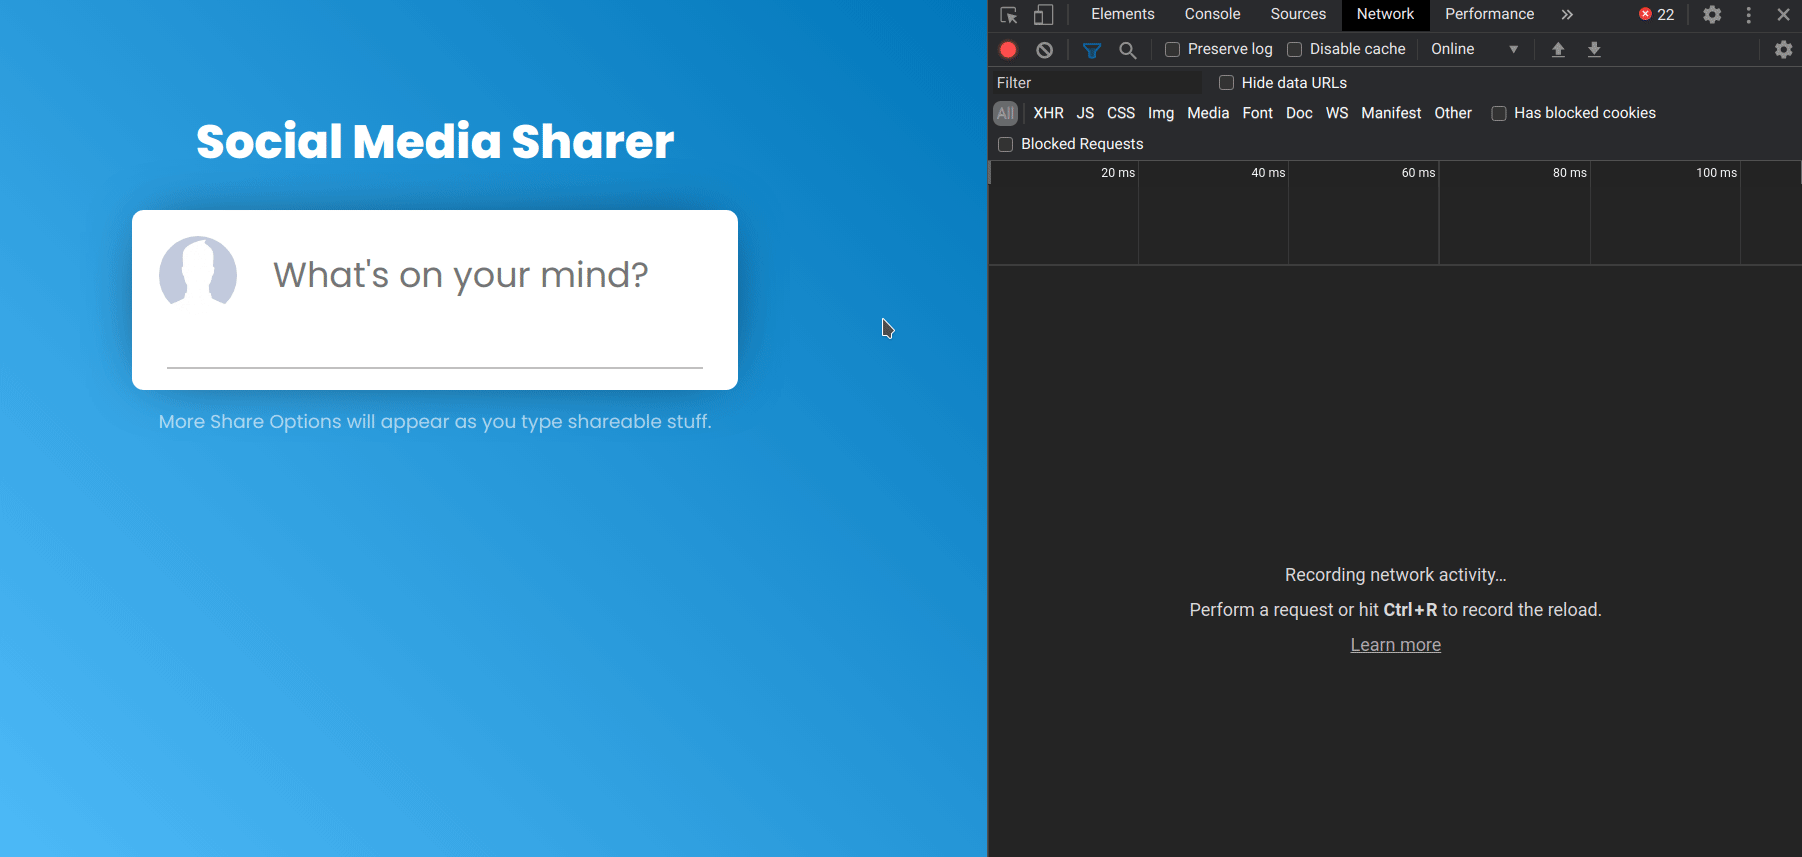 Social Media Sharer
What's on your mind?
More Share Options will appear as you type shareable stuff.
Elements Console Sources Network Performance » 22
Preserve log Disable cache Online
Filter Hide data URLs
All XHR JS CSS Img Media Font Doc WS Manifest Other Has blocked cookies
Blocked Requests
20 ms 40 ms 60 ms 80 ms 100 ms
Recording network activity…
Perform a request or hit Ctrl+R to record the reload.
Learn more